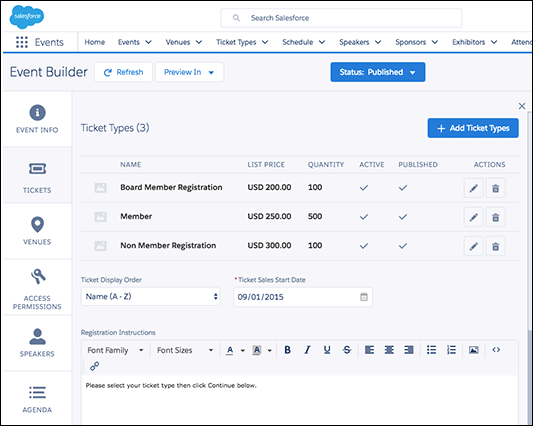 salesforce
Search Salesforce
Events Home Events Venues Ticket Types Schedule Speakers Sponsors Exhibitors Atten
Event Builder Refresh Preview In Status: Published
EVENT INFO
TICKETS
VENUES
ACCESS
PERMISSIONS
SPEAKERS
AGENDA
Ticket Types (3) + Add Ticket Types
NAME LIST PRICE QUANTITY ACTIVE PUBLISHED ACTIONS
Board Member Registration USD 200.00 100
Member USD 250.00 500
Non Member Registration USD 300.00 100
Ticket Display Order *Ticket Sales Start Date
Name (A - Z) 09/01/2015
Registration Instructions
Font Family Font Sizes A A B I U S
Please select your ticket type then click Continue below.